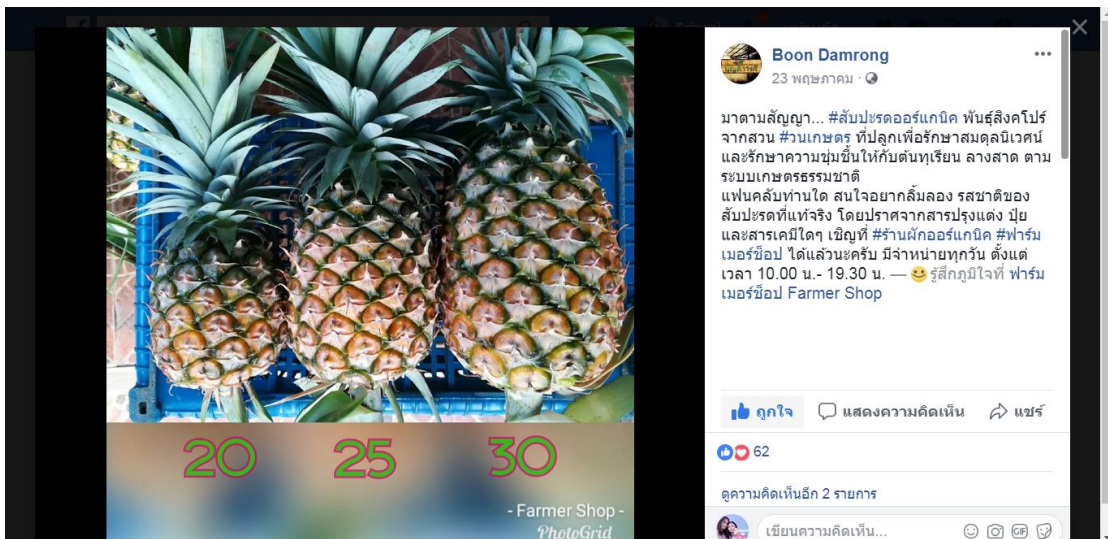 20 25 30
- Farmer Shop -
PhotoGrid
Boon Damrong
23 พฤษภาคม ·
มาตามสัญญา... #สับปะรดออร์แกนิค พันธุ์สิงคโปร์
จากสวน #วนเกษตร ที่ปลูกเพื่อรักษาสมดุลนิเวศน์
และรักษาความชุ่มชื้นให้กับต้นทุเรียน ลางสาด ตาม
ระบบเกษตรธรรมชาติ
แฟนคลับท่านใด สนใจอยากลิ้มลอง รสชาติของ
สับปะรดที่แท้จริง โดยปราศจากสารปรุงแต่ง ปุ๋ย
และสารเคมีใดๆ เชิญที่ #ร้านผักออร์แกนิค #ฟาร์ม
เมอร์ช็อป ได้แล้วนะครับ มีจำหน่ายทุกวัน ตั้งแต่
เวลา 10.00 น.- 19.30 น. — รู้สึกภูมิใจที่ ฟาร์ม
เมอร์ช็อป Farmer Shop
ถูกใจ แสดงความคิดเห็น แชร์
62
ดูความคิดเห็นอีก 2 รายการ
เขียนความคิดเห็น...
GIF